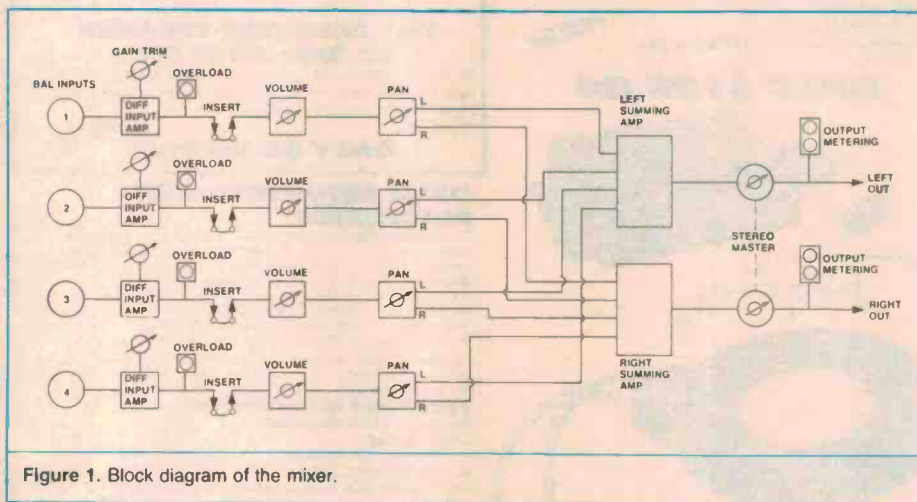 GAIN TRIM
BAL INPUTS
OVERLOAD
INSERT
VOLUME
PAN
L
R
1
DIFF
INPUT
AMP
LEFT
SUMMING
AMP
OUTPUT
METERING
LEFT
OUT
OVERLOAD
INSERT
VOLUME
PAN
L
R
2
DIFF
INPUT
AMP
STEREO
MASTER
OVERLOAD
INSERT
VOLUME
PAN
L
R
3
DIFF
INPUT
AMP
OUTPUT
METERING
RIGHT
OUT
RIGHT
SUMMING
AMP
OVERLOAD
INSERT
VOLUME
PAN
L
R
4
DIFF
INPUT
AMP
Figure 1. Block diagram of the mixer.